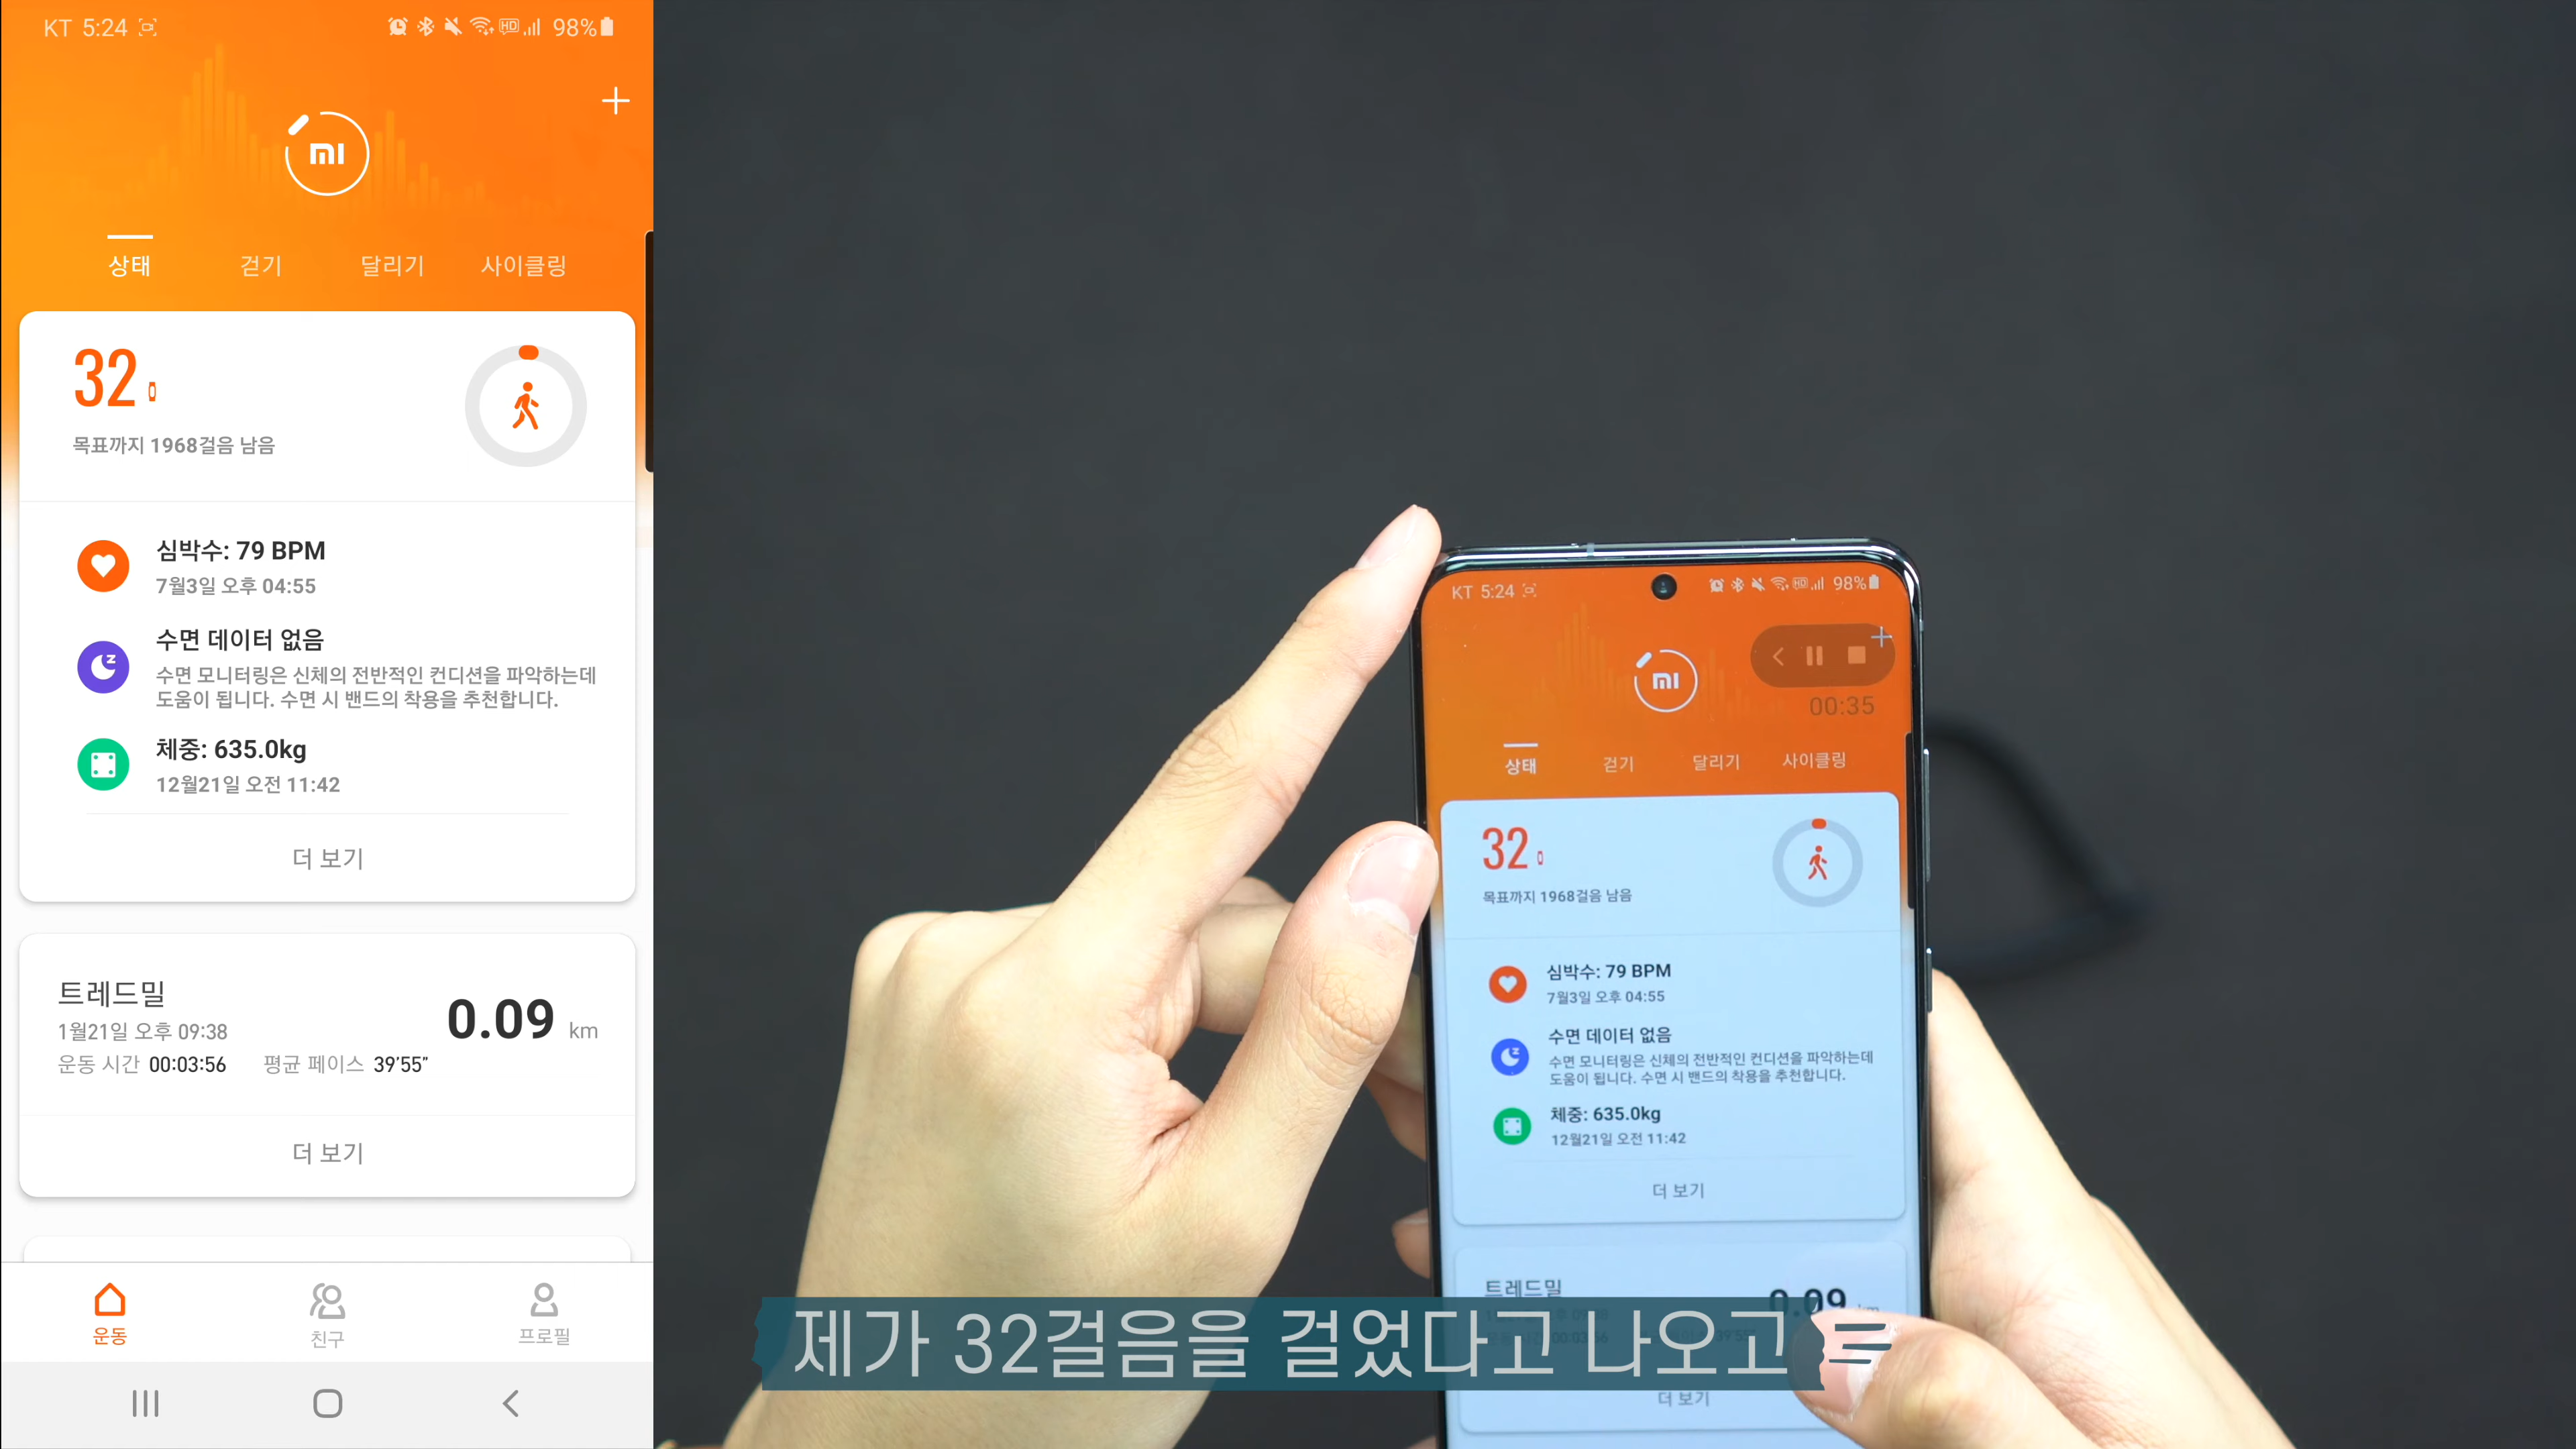 KT 5:24
HD 98%
mi
상태 걷기 달리기 사이클링
32
목표까지 1968걸음 남음
심박수: 79 BPM
7월3일 오후 04:55
수면 데이터 없음
수면 모니터링은 신체의 전반적인 컨디션을 파악하는데
도움이 됩니다. 수면 시 밴드의 착용을 추천합니다.
체중: 635.0kg
12월21일 오전 11:42
더 보기
트레드밀
0.09 km
1월21일 오후 09:38
운동 시간 00:03:56 평균 페이스 39'55"
더 보기
운동 친구 프로필
KT 5:24
HD 98%
mi
00:35
상태 걷기 달리기 사이클링
32
목표까지 1968걸음 남음
심박수: 79 BPM
7월3일 오후 04:55
수면 데이터 없음
수면 모니터링은 신체의 전반적인 컨디션을 파악하는데
도움이 됩니다. 수면 시 밴드의 착용을 추천합니다.
체중: 635.0kg
12월21일 오전 11:42
더 보기
트레드밀
0.09 km
제가 32걸음을 걸었다고 나오고
더 보기